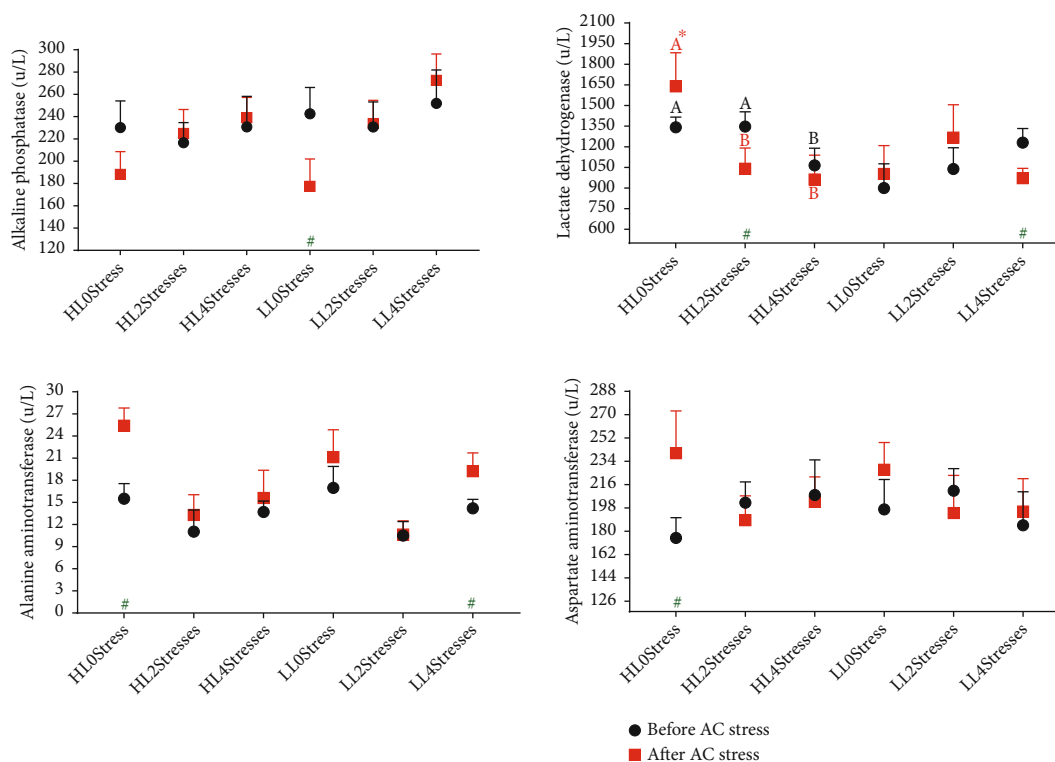 Alkaline phosphatase (u/L)
300
280
260
240
220
200
180
160
140
120
#
HL0Stress
HL2Stresses
HL4Stresses
LL0Stress
LL2Stresses
LL4Stresses
Lactate dehydrogenase (u/L)
2100
1950
1800
1650
1500
1350
1200
1050
900
750
600
A*
A
A
B
B
B
#
#
HL0Stress
HL2Stresses
HL4Stresses
LL0Stress
LL2Stresses
LL4Stresses
Alanine aminotransferase (u/L)
30
27
24
21
18
15
12
9
6
3
0
#
#
HL0Stress
HL2Stresses
HL4Stresses
LL0Stress
LL2Stresses
LL4Stresses
Aspartate aminotransferase (u/L)
288
270
252
234
216
198
180
162
144
126
#
HL0Stress
HL2Stresses
HL4Stresses
LL0Stress
LL2Stresses
LL4Stresses
Before AC stress
After AC stress